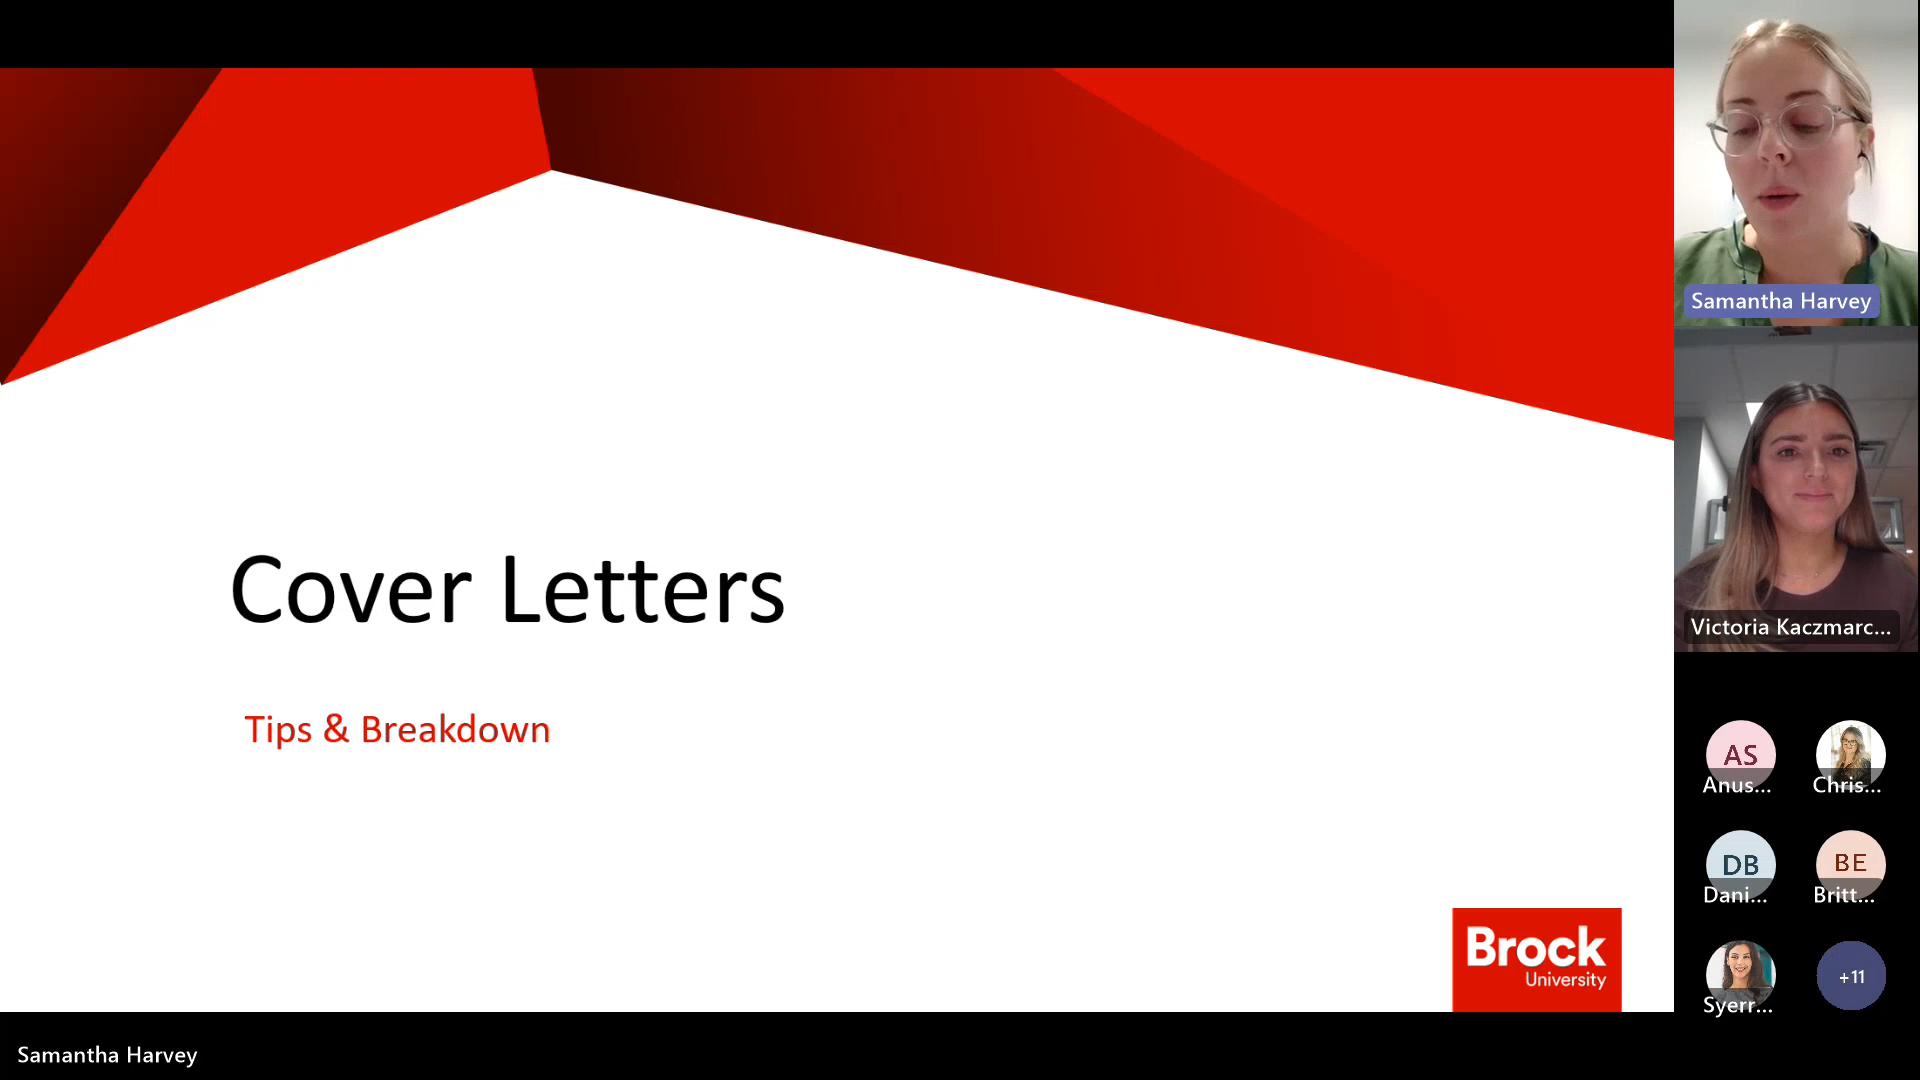 Cover Letters
Tips & Breakdown
Brock
University
Samantha Harvey
Samantha Harvey
Victoria Kaczmarc...
AS
Anus...
Chris...
DB
Dani...
BE
Britt...
Syerr...
+11